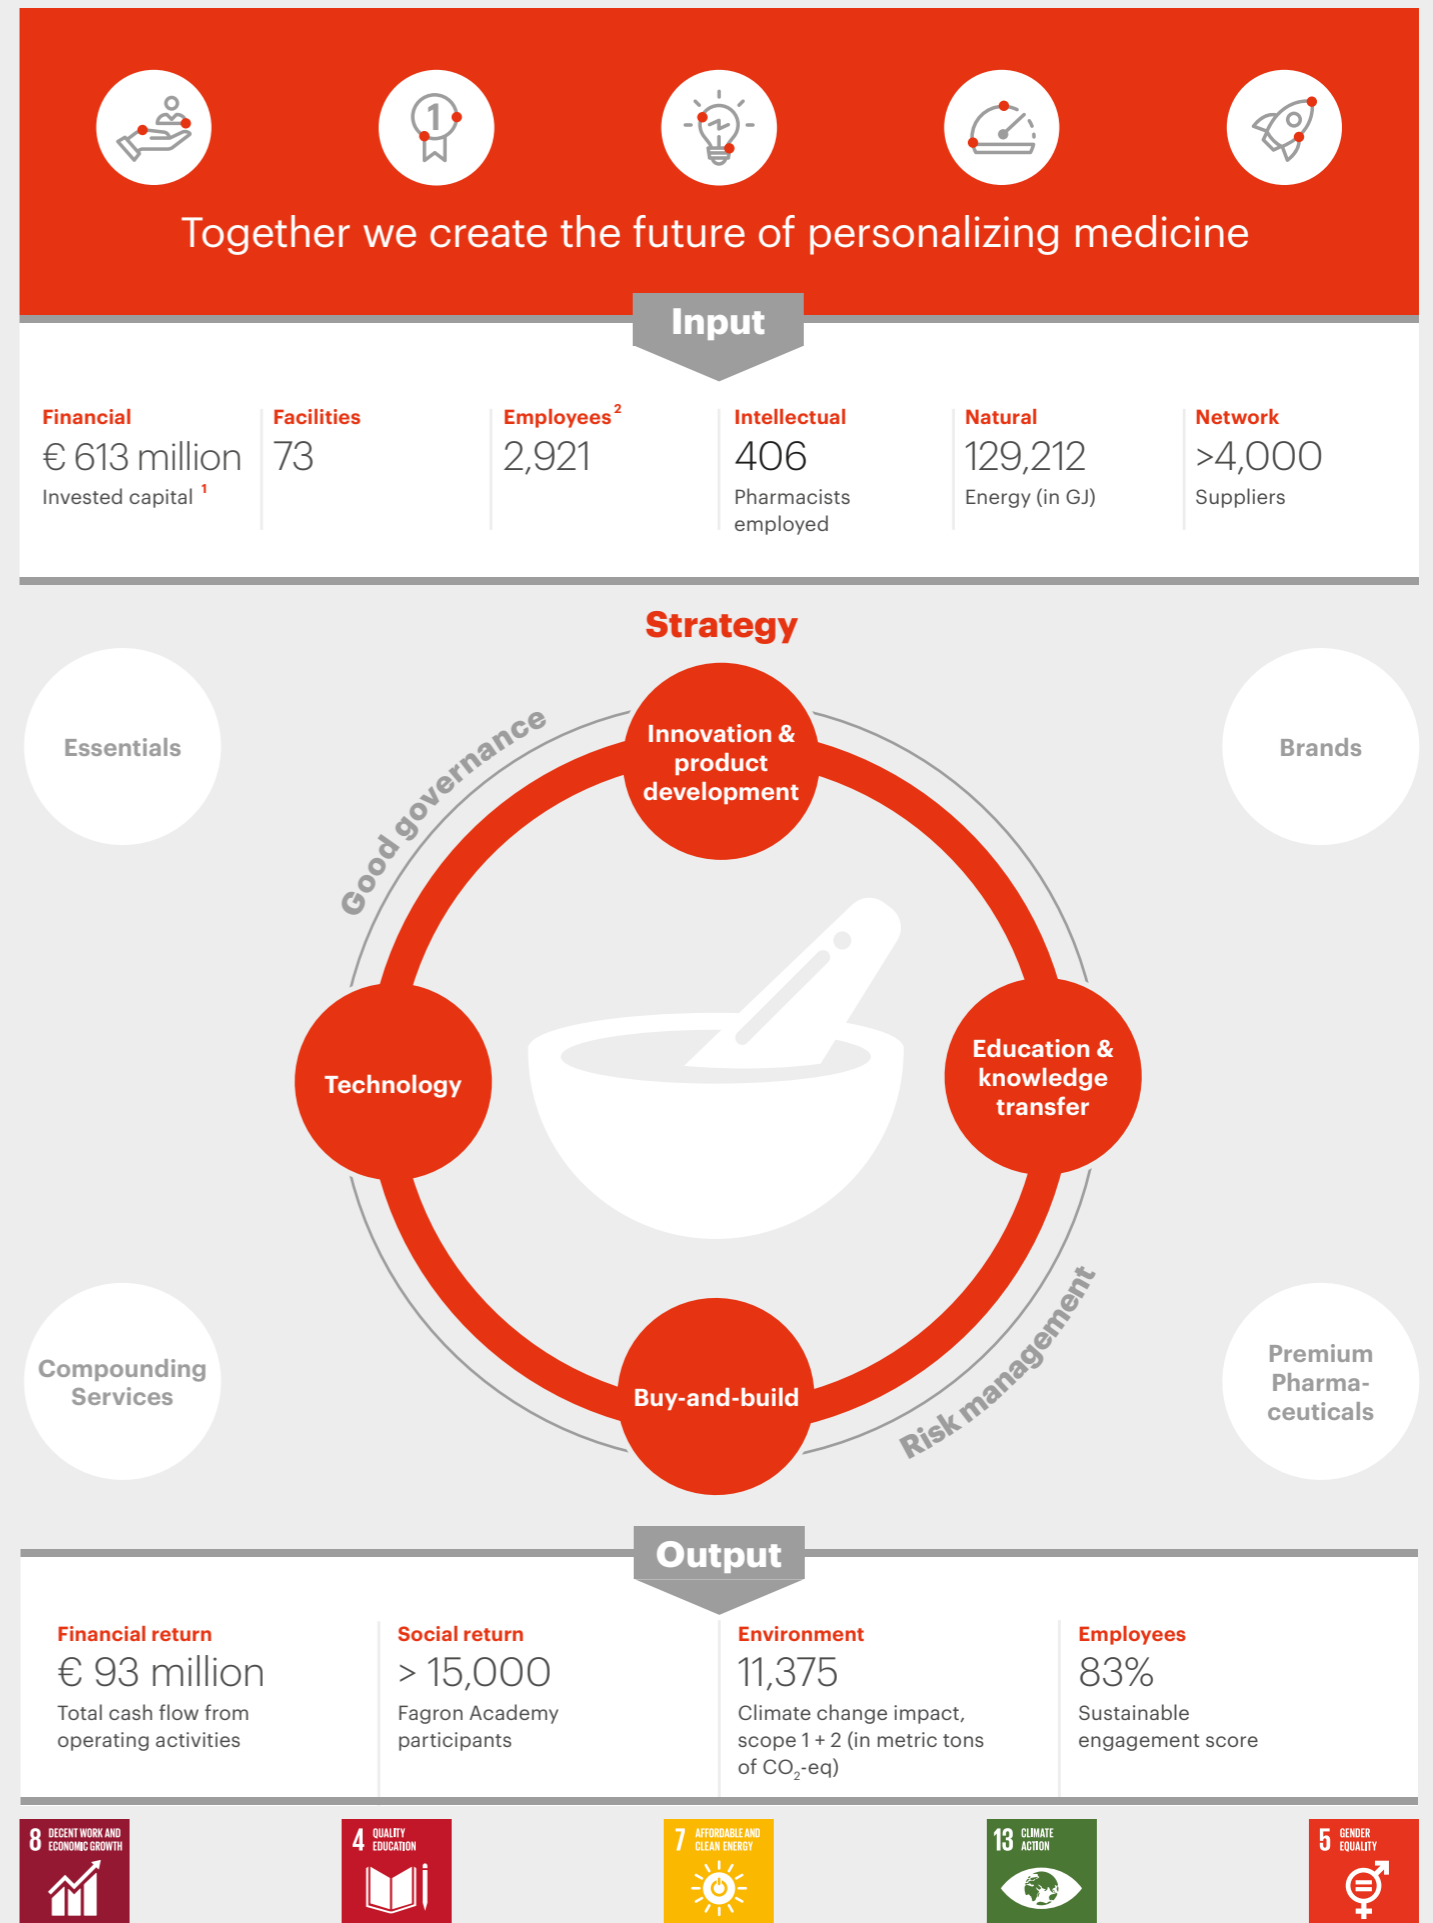 1
Together we create the future of personalizing medicine
Input
Financial
€ 613 million
Invested capital 1
Facilities
73
Employees 2
2,921
Intellectual
406
Pharmacists
employed
Natural
129,212
Energy (in GJ)
Network
>4,000
Suppliers
Strategy
Essentials
Brands
Good governance
Innovation &
product
development
Technology
Education &
knowledge
transfer
Compounding
Services
Buy-and-build
Risk management
Premium
Pharma-
ceuticals
Output
Financial return
€ 93 million
Total cash flow from
operating activities
Social return
> 15,000
Fagron Academy
participants
Environment
11,375
Climate change impact,
scope 1 + 2 (in metric tons
of CO2-eq)
Employees
83%
Sustainable
engagement score
8 DECENT WORK AND
ECONOMIC GROWTH
4 QUALITY
EDUCATION
7 AFFORDABLE AND
CLEAN ENERGY
13 CLIMATE
ACTION
5 GENDER
EQUALITY